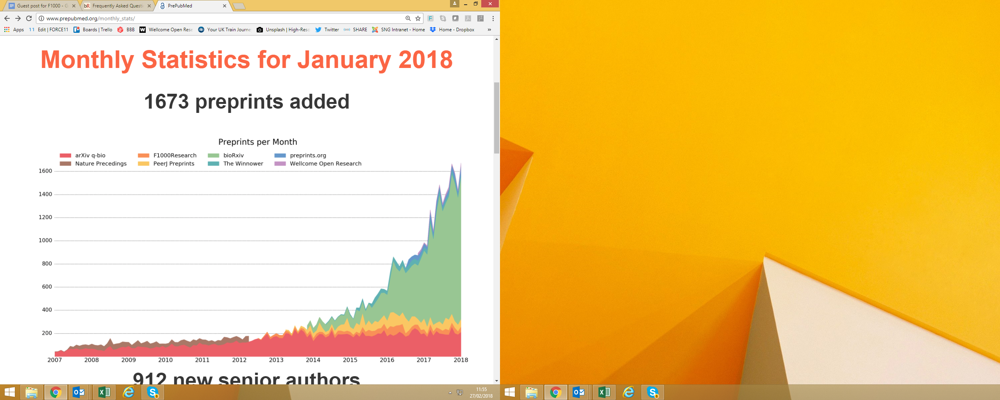 Guest post for F1000 - G
Frequently Asked Questi
PrePubMed
www.prepubmed.org/monthly_stats/
Apps
11 Edit | FORCE11
Boards | Trello
BBB
W Wellcome Open Rese
Your UK Train Journe
Unsplash | High-Reso
Twitter
SHARE
SNG Intranet - Home
Home - Dropbox
»
Monthly Statistics for January 2018
1673 preprints added
Preprints per Month
arXiv q-bio
F1000Research
bioRxiv
preprints.org
Nature Precedings
PeerJ Preprints
The Winnower
Wellcome Open Research
1600
1400
1200
1000
800
600
400
200
2007 2008 2009 2010 2011 2012 2013 2014 2015 2016 2017 2018
912 new senior authors
11:55
27/02/2018